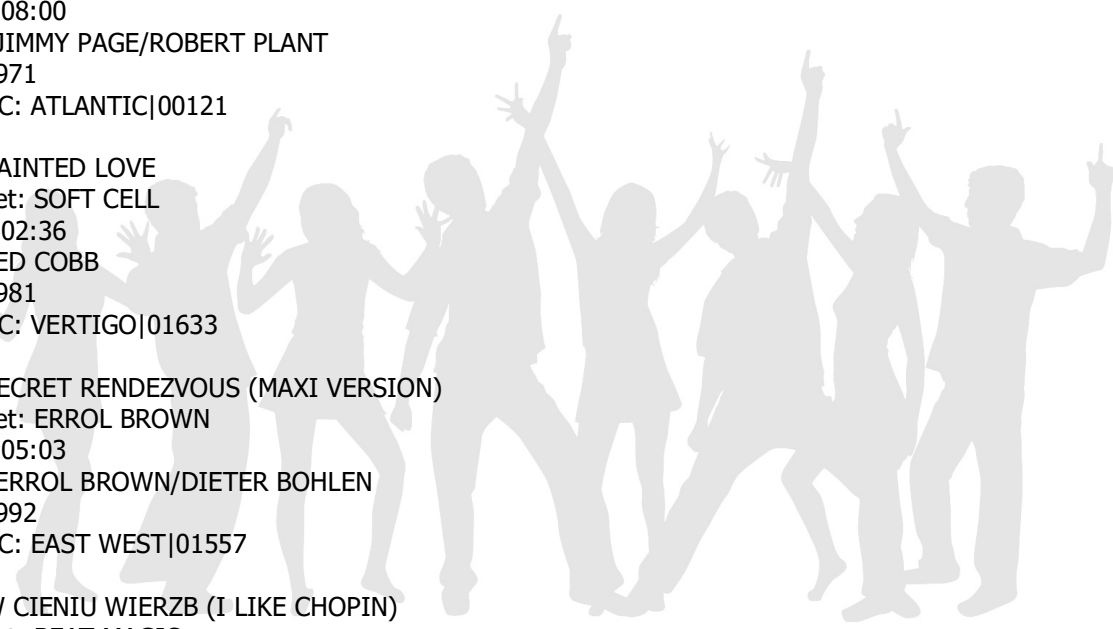 08:00
JIMMY PAGE/ROBERT PLANT
971
C: ATLANTIC|00121
AINTED LOVE
et: SOFT CELL
02:36
ED COBB
981
C: VERTIGO|01633
ECRET RENDEZVOUS (MAXI VERSION)
et: ERROL BROWN
05:03
ERROL BROWN/DIETER BOHLEN
992
C: EAST WEST|01557
CIENIU WIERZB (I LIKE CHOPIN)